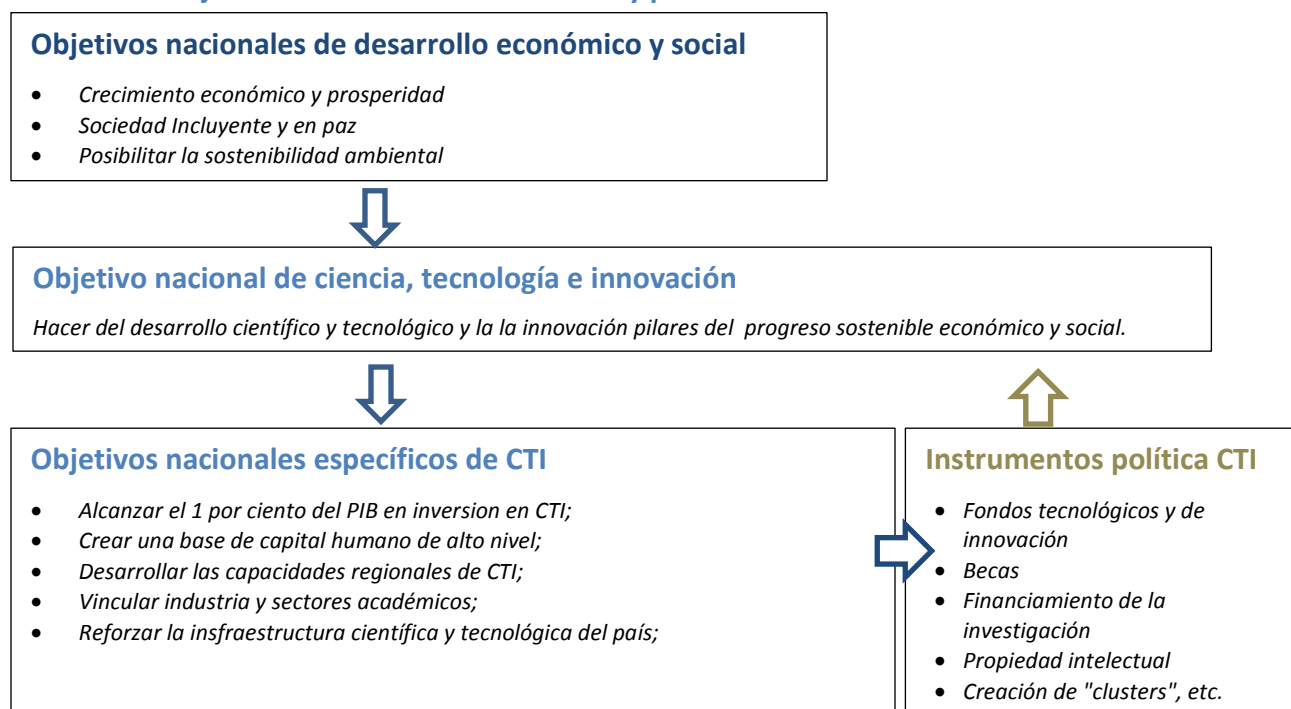 Objetivos nacionales de desarrollo económico y social
• Crecimiento económico y prosperidad
• Sociedad Incluyente y en paz
• Posibilitar la sostenibilidad ambiental
Objetivo nacional de ciencia, tecnología e innovación
Hacer del desarrollo científico y tecnológico y la la innovación pilares del progreso sostenible económico y social.
Objetivos nacionales específicos de CTI
• Alcanzar el 1 por ciento del PIB en inversion en CTI;
• Crear una base de capital humano de alto nivel;
• Desarrollar las capacidades regionales de CTI;
• Vincular industria y sectores académicos;
• Reforzar la insfraestructura científica y tecnológica del país;
Instrumentos política CTI
• Fondos tecnológicos y de
innovación
• Becas
• Financiamiento de la
investigación
• Propiedad intelectual
• Creación de "clusters", etc.